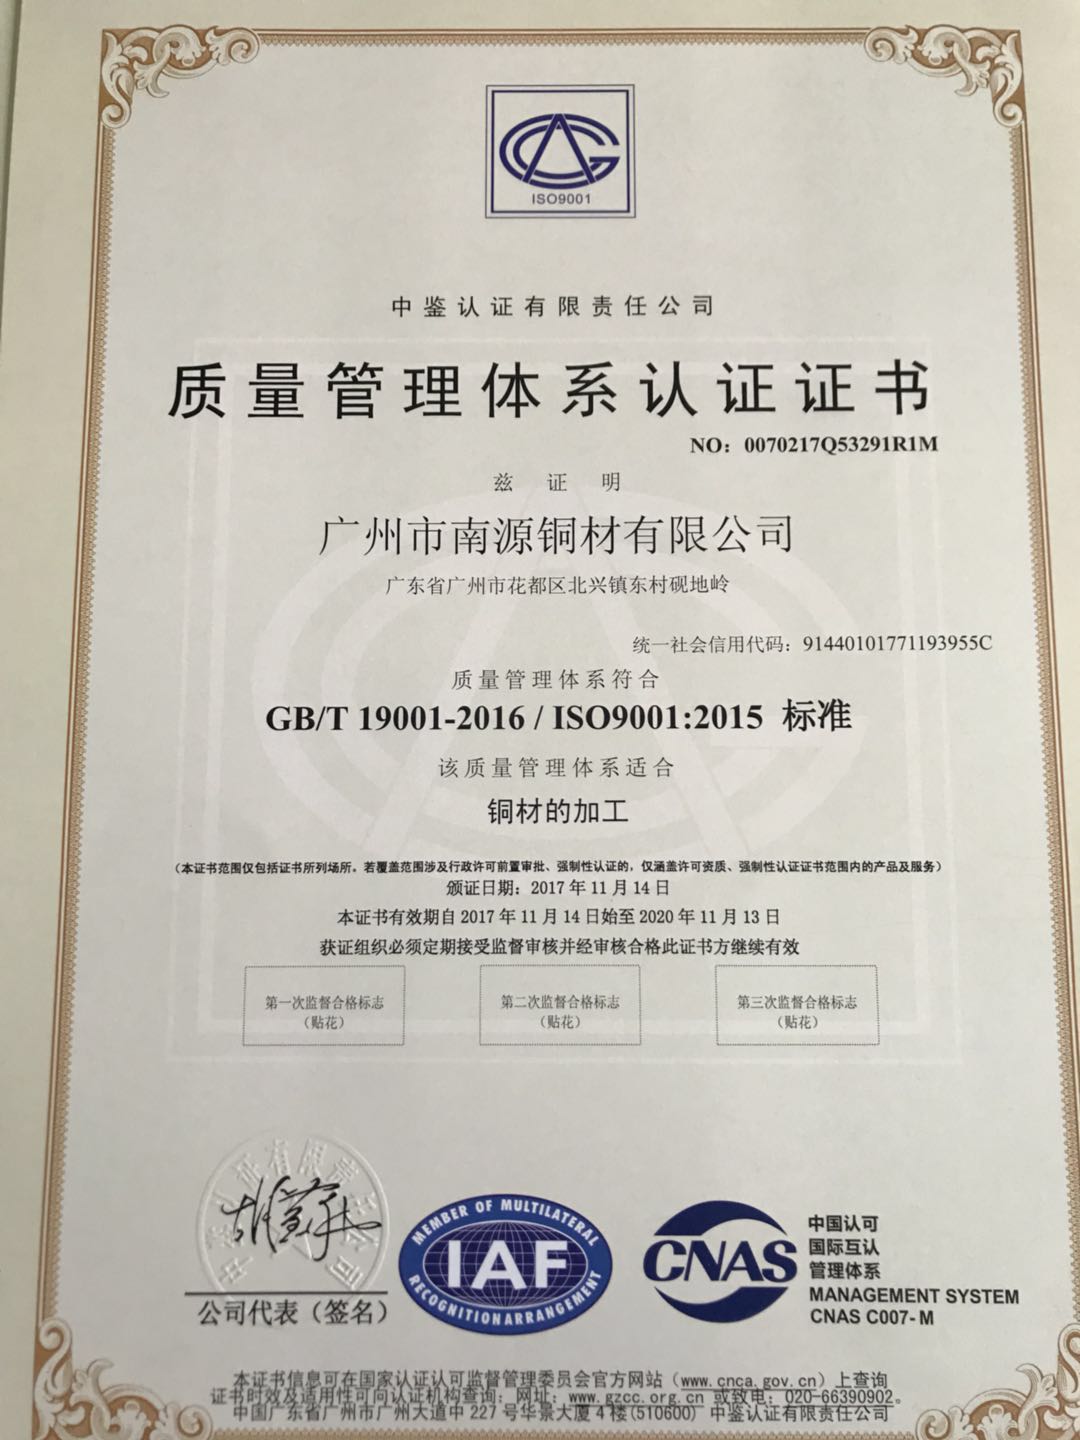 CAG
ISO9001
中鉴认证有限责任公司
质量管理体系认证证书
NO：0070217Q53291R1M
兹证明
广州市南源铜材有限公司
广东省广州市花都区北兴镇东村砚地岭
统一社会信用代码：91440101771193955C
质量管理体系符合
GB/T 19001-2016 / ISO9001:2015 标准
该质量管理体系适合
铜材的加工
（本证书范围仅包括证书所列场所。若覆盖范围涉及行政许可前置审批、强制性认证的，仅涵盖许可资质、强制性认证证书范围内的产品及服务）
颁证日期：2017 年 11 月 14 日
本证书有效期自 2017 年 11 月 14 日始至 2020 年 11 月 13 日
获证组织必须定期接受监督审核并经审核合格此证书方继续有效
第一次监督合格标志
（贴花）
第二次监督合格标志
（贴花）
第三次监督合格标志
（贴花）
公司代表（签名）
MEMBER OF MULTILATERAL
IAF
RECOGNITION ARRANGEMENT
CNAS
中国认可
国际互认
管理体系
MANAGEMENT SYSTEM
CNAS C007-M
本证书信息可在国家认证认可监督管理委员会官方网站（www.cnca.gov.cn）上查询
证书时效及适用性可向认证机构查询：网址：www.gzcc.org.cn 或致电：020-66390902。
中国广东省广州市广州大道中 227 号华景大厦 4 楼(510600) 中鉴认证有限责任公司